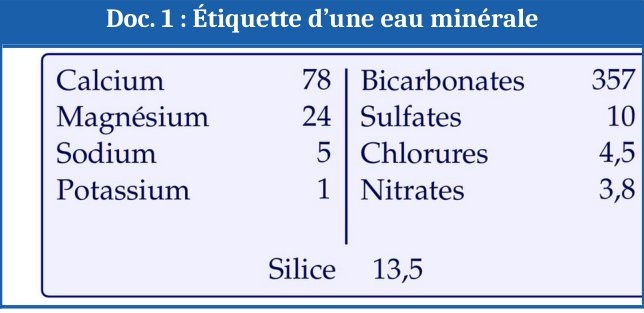 Doc. 1 : Étiquette d’une eau minérale
Calcium 78 Bicarbonates 357
Magnésium 24 Sulfates 10
Sodium 5 Chlorures 4,5
Potassium 1 Nitrates 3,8
Silice 13,5